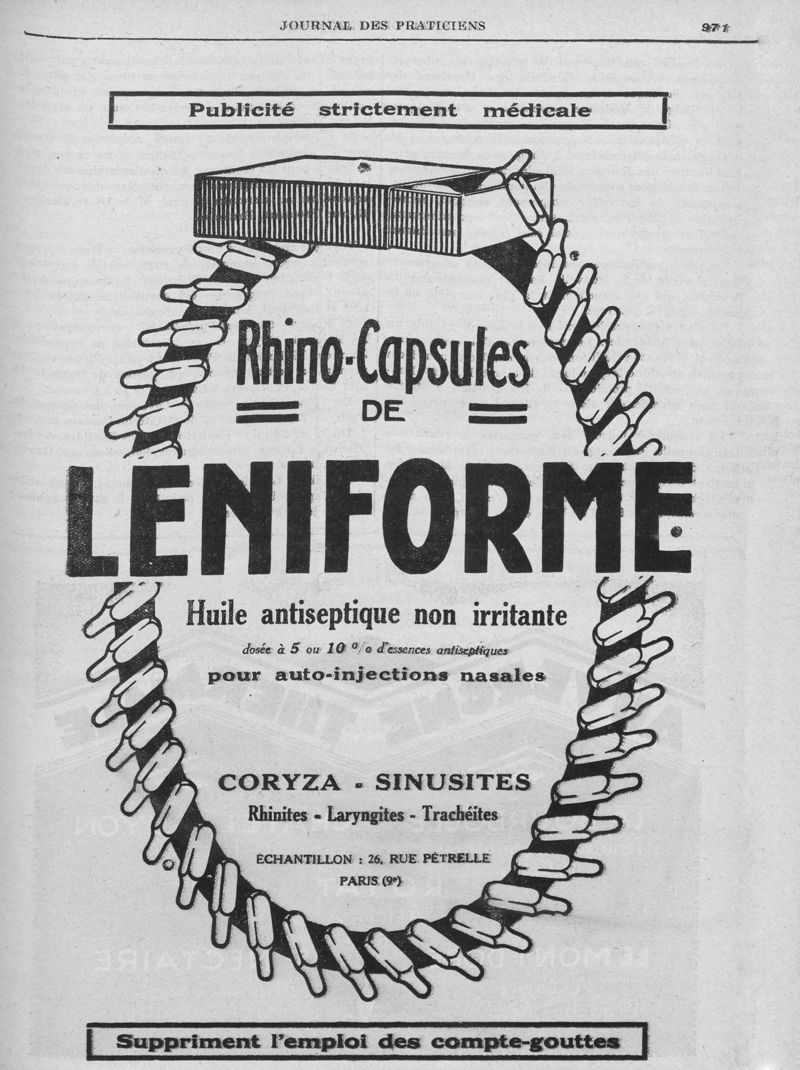 JOURNAL DES PRATICIENS 971
Publicité strictement médicale
Rhino-Capsules
DE
LENIFORME
Huile antiseptique non irritante
dosée à 5 ou 10 % d'essences antiseptiques
pour auto-injections nasales
CORYZA - SINUSITES
Rhinites - Laryngites - Trachéites
ECHANTILLON : 26, RUE PÉTRELLE
PARIS (9e)
Suppriment l'emploi des compte-gouttes